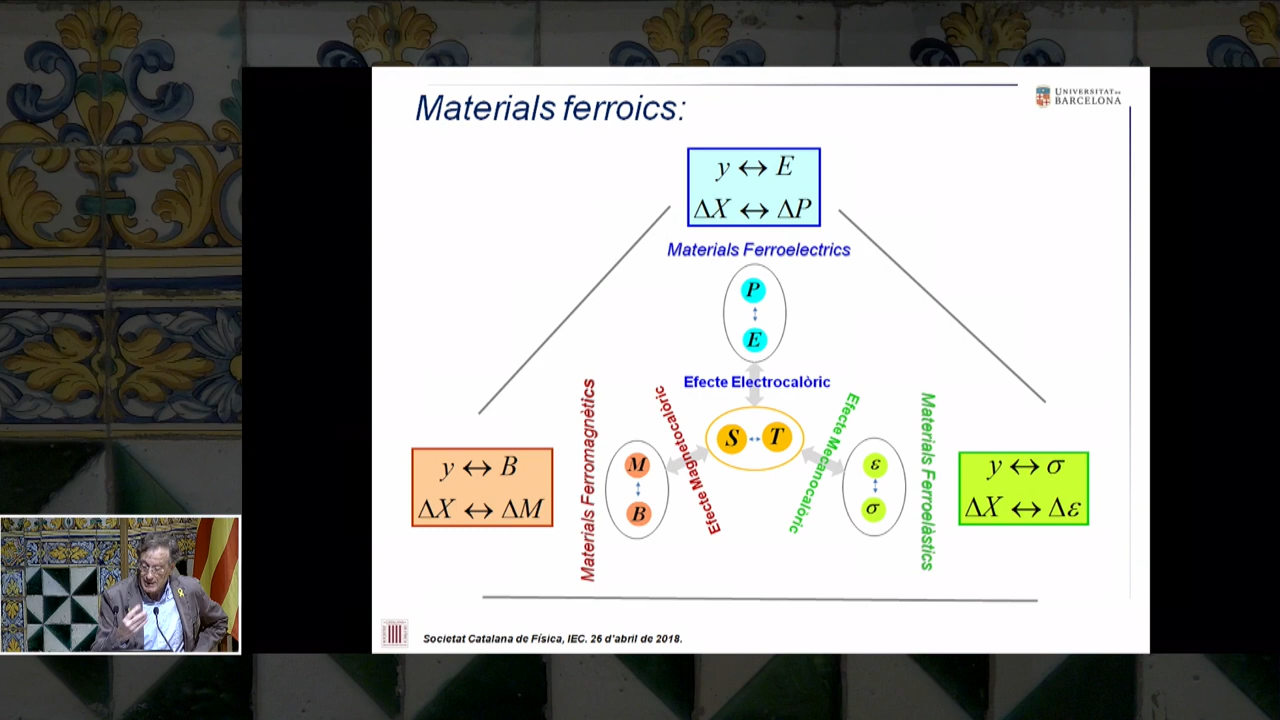 Materials ferroics:
UNIVERSITAT DE
BARCELONA
y ↔ E
ΔX ↔ ΔP
Materials Ferroelectrics
P
E
Efecte Electrocalòric
S ↔ T
Materials Ferromagnètics
Efecte Magnetocalòric
Efecte Mecanocalòric
Materials Ferroelàstics
M
B
ε
σ
y ↔ B
ΔX ↔ ΔM
y ↔ σ
ΔX ↔ Δε
Societat Catalana de Física, IEC. 26 d'abril de 2018.